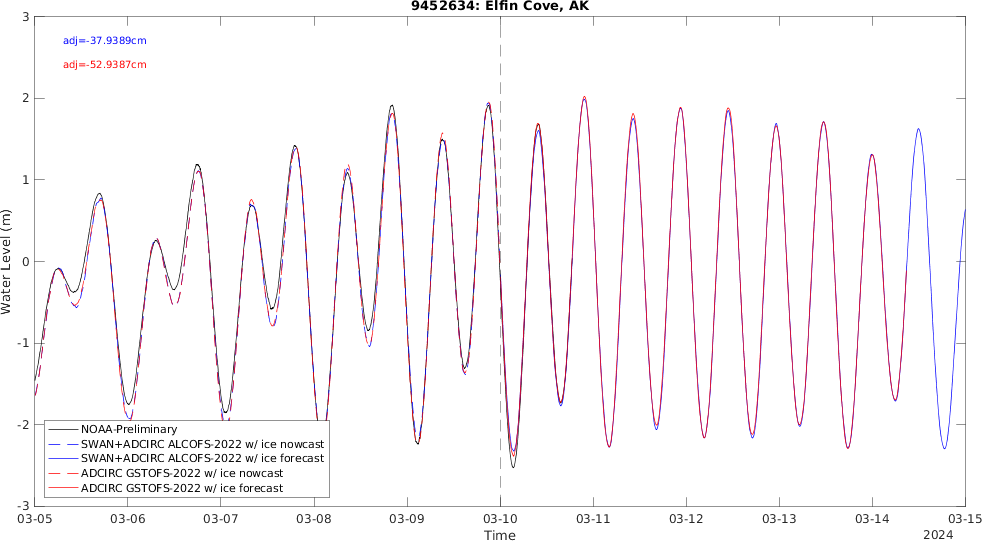 9452634: Elfin Cove, AK
adj=-37.9389cm
adj=-52.9387cm
3
2
1
0
-1
-2
-3
Water Level (m)
NOAA-Preliminary
SWAN+ADCIRC ALCOFS-2022 w/ ice nowcast
SWAN+ADCIRC ALCOFS-2022 w/ ice forecast
ADCIRC GSTOFS-2022 w/ ice nowcast
ADCIRC GSTOFS-2022 w/ ice forecast
03-05 03-06 03-07 03-08 03-09 03-10 03-11 03-12 03-13 03-14 03-15
Time
2024